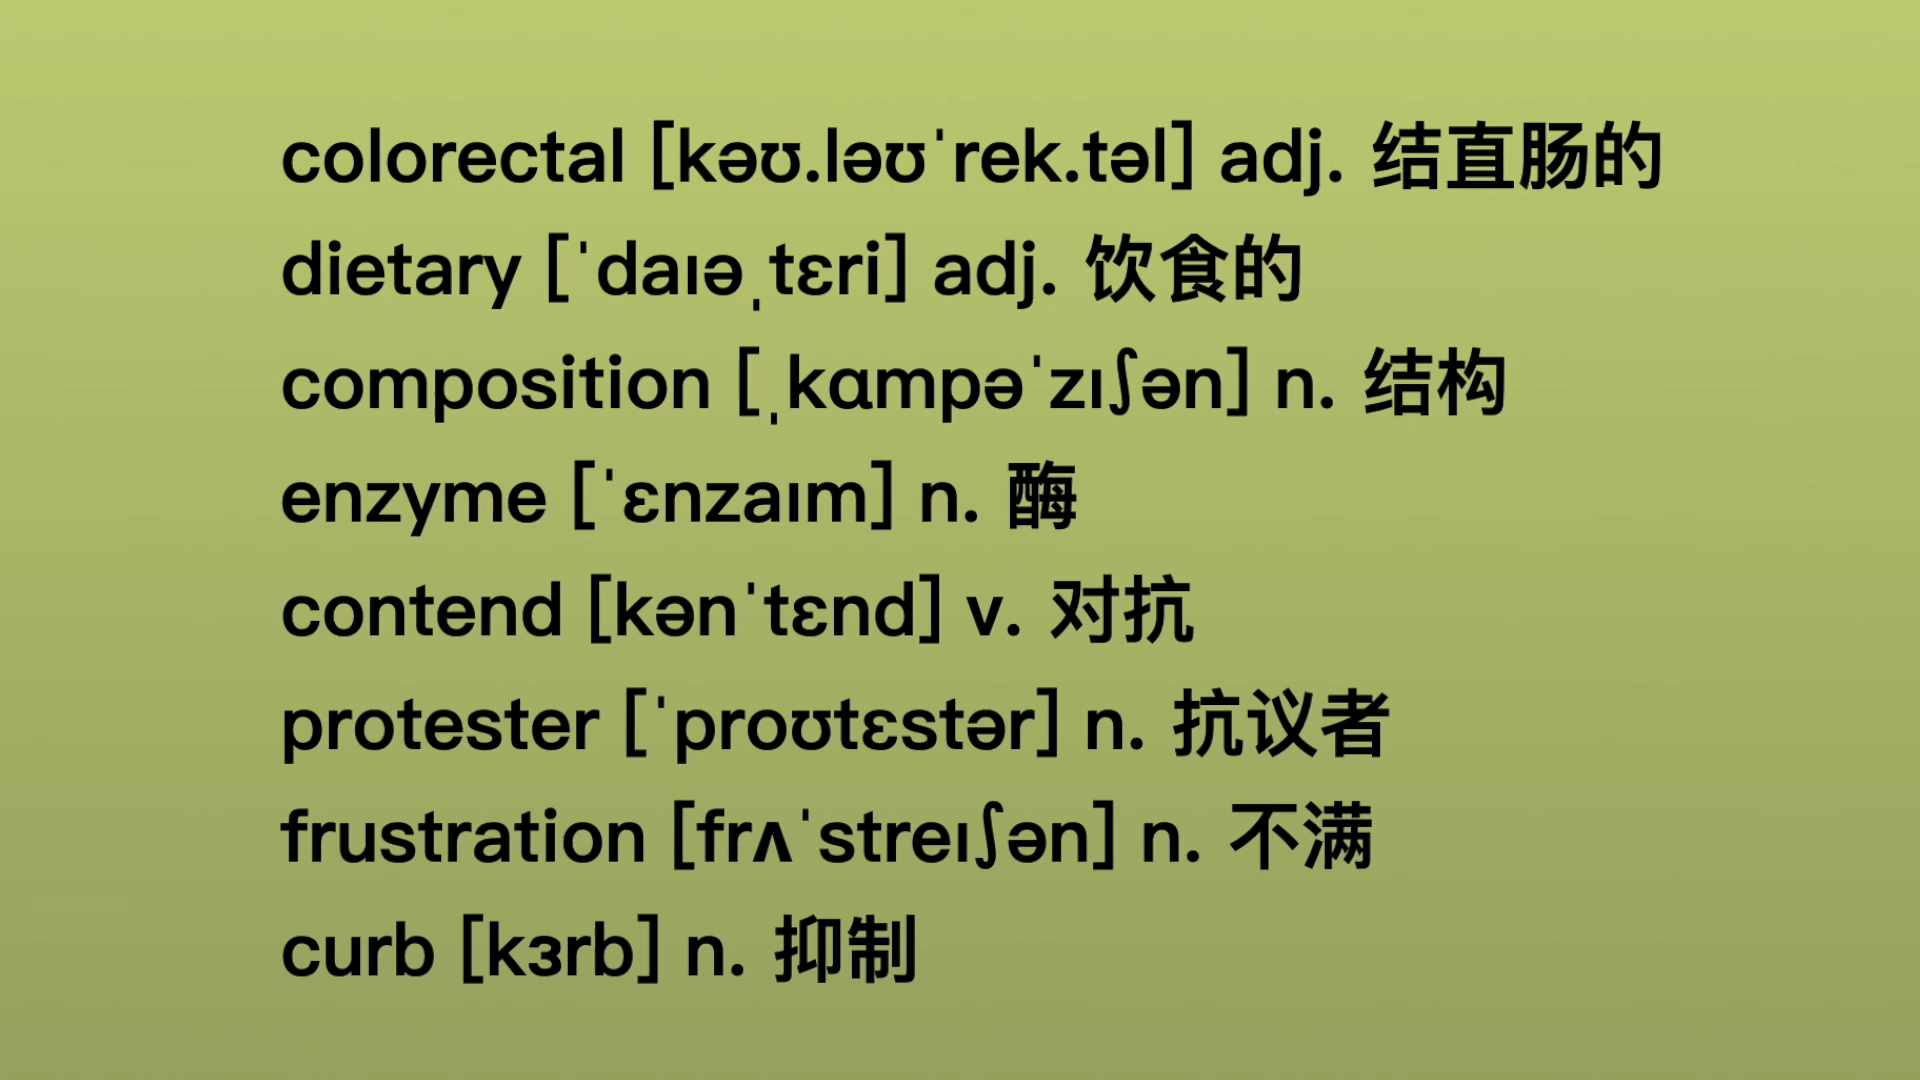 colorectal [kəʊ.ləʊˈrek.təl] adj. 结直肠的
dietary [ˈdaɪəˌtɛri] adj. 饮食的
composition [ˌkɑmpəˈzɪʃən] n. 结构
enzyme [ˈɛnzaɪm] n. 酶
contend [kənˈtɛnd] v. 对抗
protester [ˈproʊtɛstər] n. 抗议者
frustration [frʌˈstreɪʃən] n. 不满
curb [kɜrb] n. 抑制